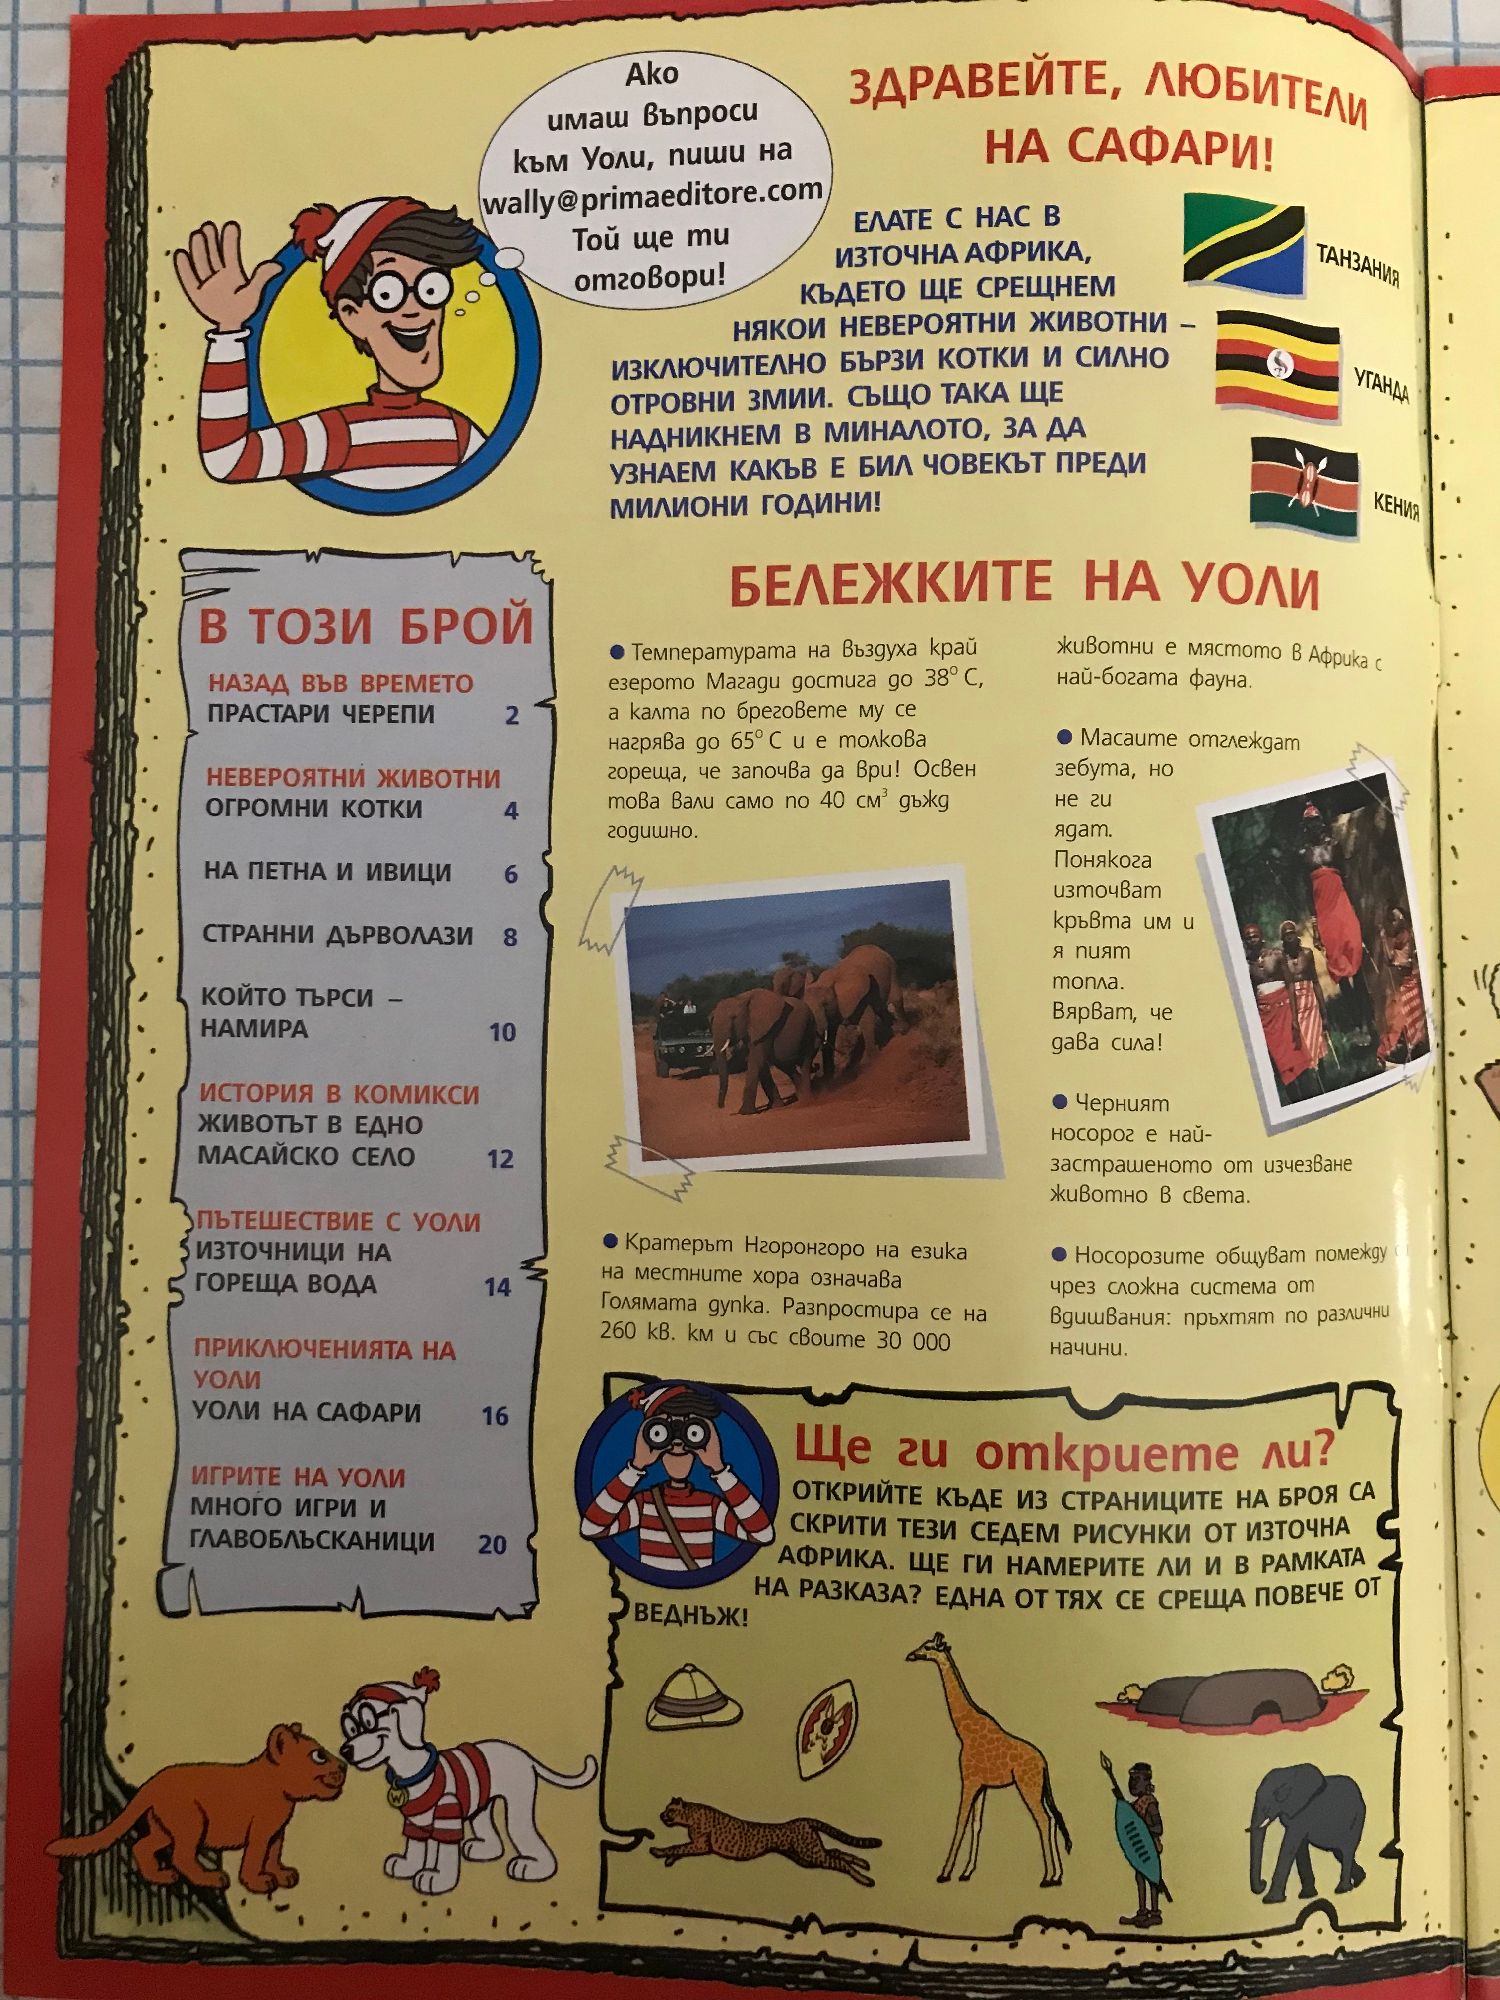 Ако
имаш въпроси
към Уоли, пиши на
wally@primaeditore.com
Той ще ти
отговори!
ЗДРАВЕЙТЕ, ЛЮБИТЕЛИ
НА САФАРИ!
ЕЛАТЕ С НАС В
ИЗТОЧНА АФРИКА,
КЪДЕТО ЩЕ СРЕЩНЕМ
НЯКОИ НЕВЕРОЯТНИ ЖИВОТНИ –
ИЗКЛЮЧИТЕЛНО БЪРЗИ КОТКИ И СИЛНО
ОТРОВНИ ЗМИИ. СЪЩО ТАКА ЩЕ
НАДНИКНЕМ В МИНАЛОТО, ЗА ДА
УЗНАЕМ КАКЪВ Е БИЛ ЧОВЕКЪТ ПРЕДИ
МИЛИОНИ ГОДИНИ!
ТАНЗАНИЯ
УГАНДА
КЕНИЯ
В ТОЗИ БРОЙ
НАЗАД ВЪВ ВРЕМЕТО
ПРАСТАРИ ЧЕРЕПИ 2
НЕВЕРОЯТНИ ЖИВОТНИ
ОГРОМНИ КОТКИ 4
НА ПЕТНА И ИВИЦИ 6
СТРАННИ ДЪРВОЛАЗИ 8
КОЙТО ТЪРСИ –
НАМИРА 10
ИСТОРИЯ В КОМИКСИ
ЖИВОТЪТ В ЕДНО
МАСАЙСКО СЕЛО 12
ПЪТЕШЕСТВИЕ С УОЛИ
ИЗТОЧНИЦИ НА
ГОРЕЩА ВОДА 14
ПРИКЛЮЧЕНИЯТА НА
УОЛИ
УОЛИ НА САФАРИ 16
ИГРИТЕ НА УОЛИ
МНОГО ИГРИ И
ГЛАВОБЛЪСКАНИЦИ 20
БЕЛЕЖКИТЕ НА УОЛИ
● Температурата на въздуха край
езерото Магади достига до 38° С,
а калта по бреговете му се
нагрява до 65° С и е толкова
гореща, че започва да ври! Освен
това вали само по 40 см³ дъжд
годишно.
● Кратерът Нгоронгоро на езика
на местните хора означава
Голямата дупка. Разпростира се на
260 кв. км и със своите 30 000
животни е мястото в Африка с
най-богата фауна.
● Масаите отглеждат
зебута, но
не ги
ядат.
Понякога
източват
кръвта им и
я пият
топла.
Вярват, че
дава сила!
● Черният
носорог е най-
застрашеното от изчезване
животно в света.
● Носорозите общуват помежду
чрез сложна система от
вдишвания: пръхтят по различни
начини.
Ще ги откриете ли?
ОТКРИЙТЕ КЪДЕ ИЗ СТРАНИЦИТЕ НА БРОЯ СА
СКРИТИ ТЕЗИ СЕДЕМ РИСУНКИ ОТ ИЗТОЧНА
АФРИКА. ЩЕ ГИ НАМЕРИТЕ ЛИ И В РАМКАТА
НА РАЗКАЗА? ЕДНА ОТ ТЯХ СЕ СРЕЩА ПОВЕЧЕ ОТ
ВЕДНЪЖ!
W